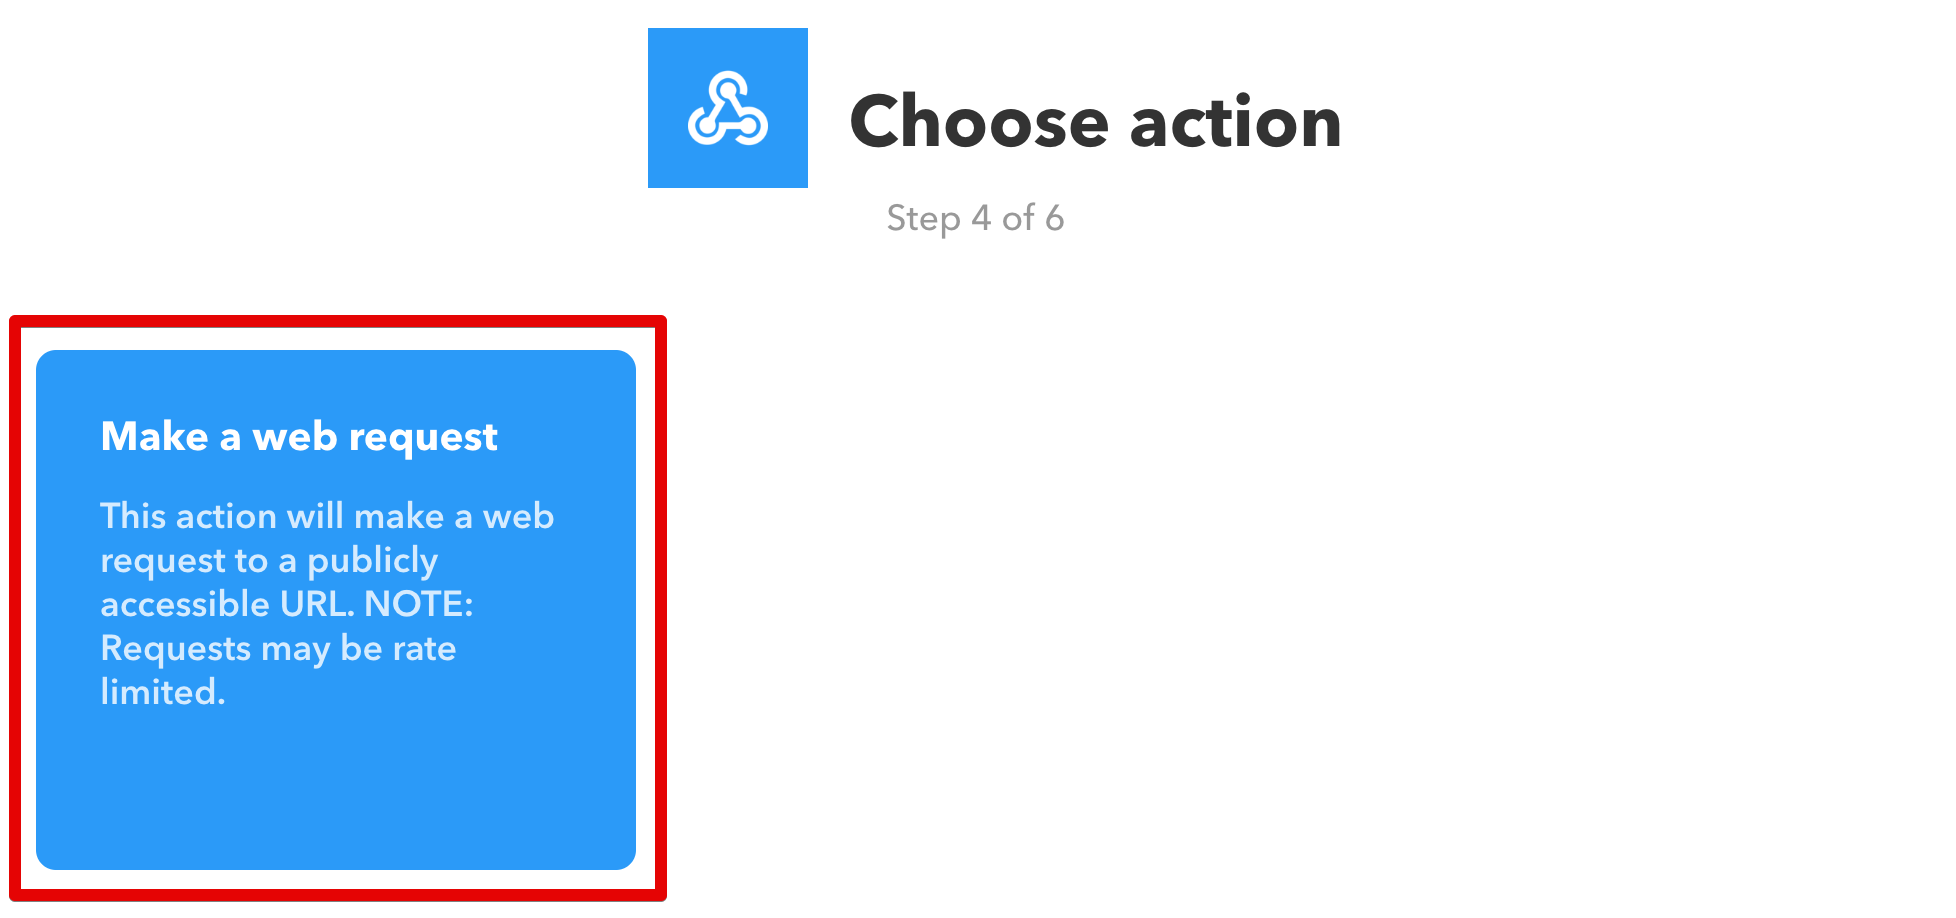 Choose action
Step 4 of 6
Make a web request
This action will make a web
request to a publicly
accessible URL. NOTE:
Requests may be rate
limited.